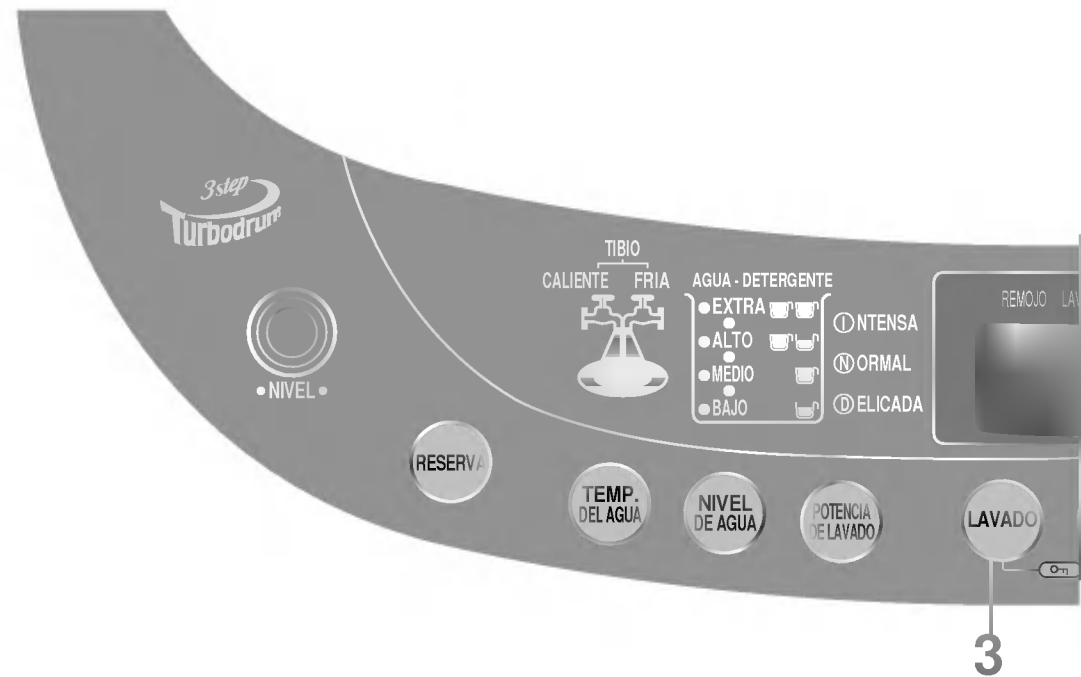 3step
Turbodrum
NIVEL
RESERVA
TIBIO
CALIENTE FRIA
AGUA - DETERGENTE
EXTRA
ALTO
MEDIO
BAJO
INTENSA
NORMAL
DELICADA
REMOJO LAV
TEMP.
DEL AGUA
NIVEL
DE AGUA
POTENCIA
DE LAVADO
LAVADO
3